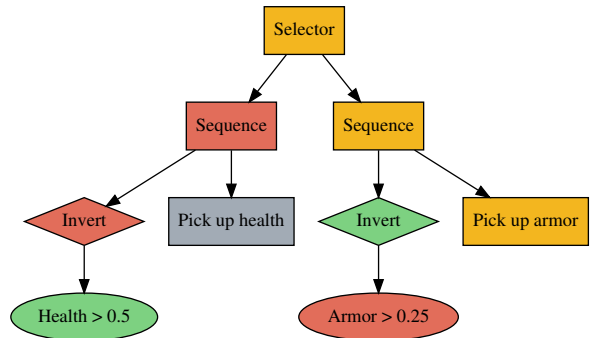 Selector
Sequence
Sequence
Invert
Pick up health
Invert
Pick up armor
Health > 0.5
Armor > 0.25